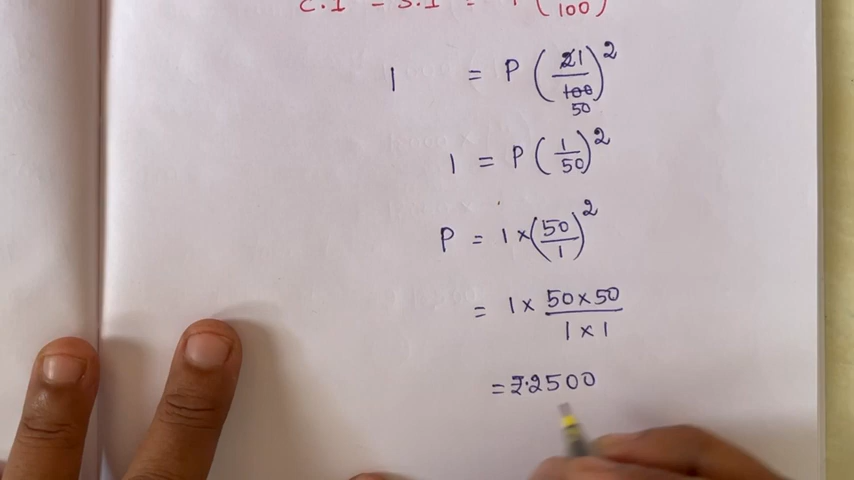 C.I - S.I = P(/100)
1 = P(21/100 50)²
1 = P(1/50)²
P = 1×(50/1)²
= 1× 50×50/1×1
= ₹.2500